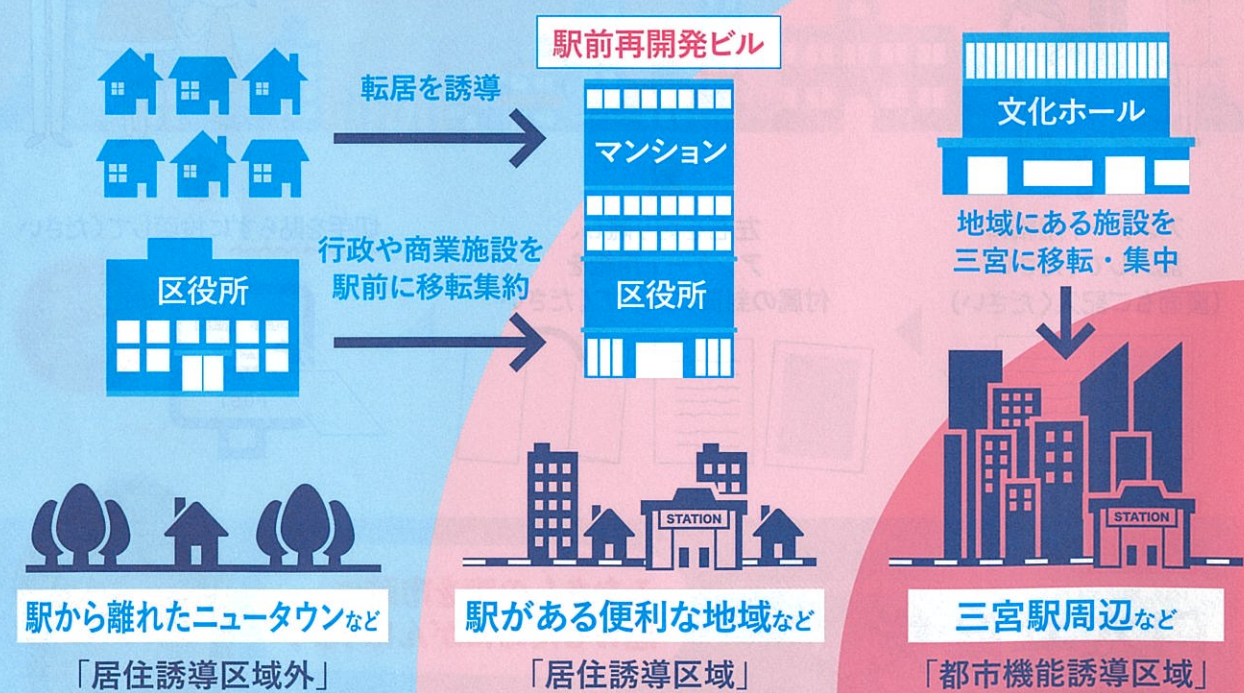 駅前再開発ビル
転居を誘導
マンション
文化ホール
行政や商業施設を
駅前に移転集約
区役所
区役所
地域にある施設を
三宮に移転・集中
STATION
STATION
駅から離れたニュータウンなど
駅がある便利な地域など
三宮駅周辺など
「居住誘導区域外」
「居住誘導区域」
「都市機能誘導区域」